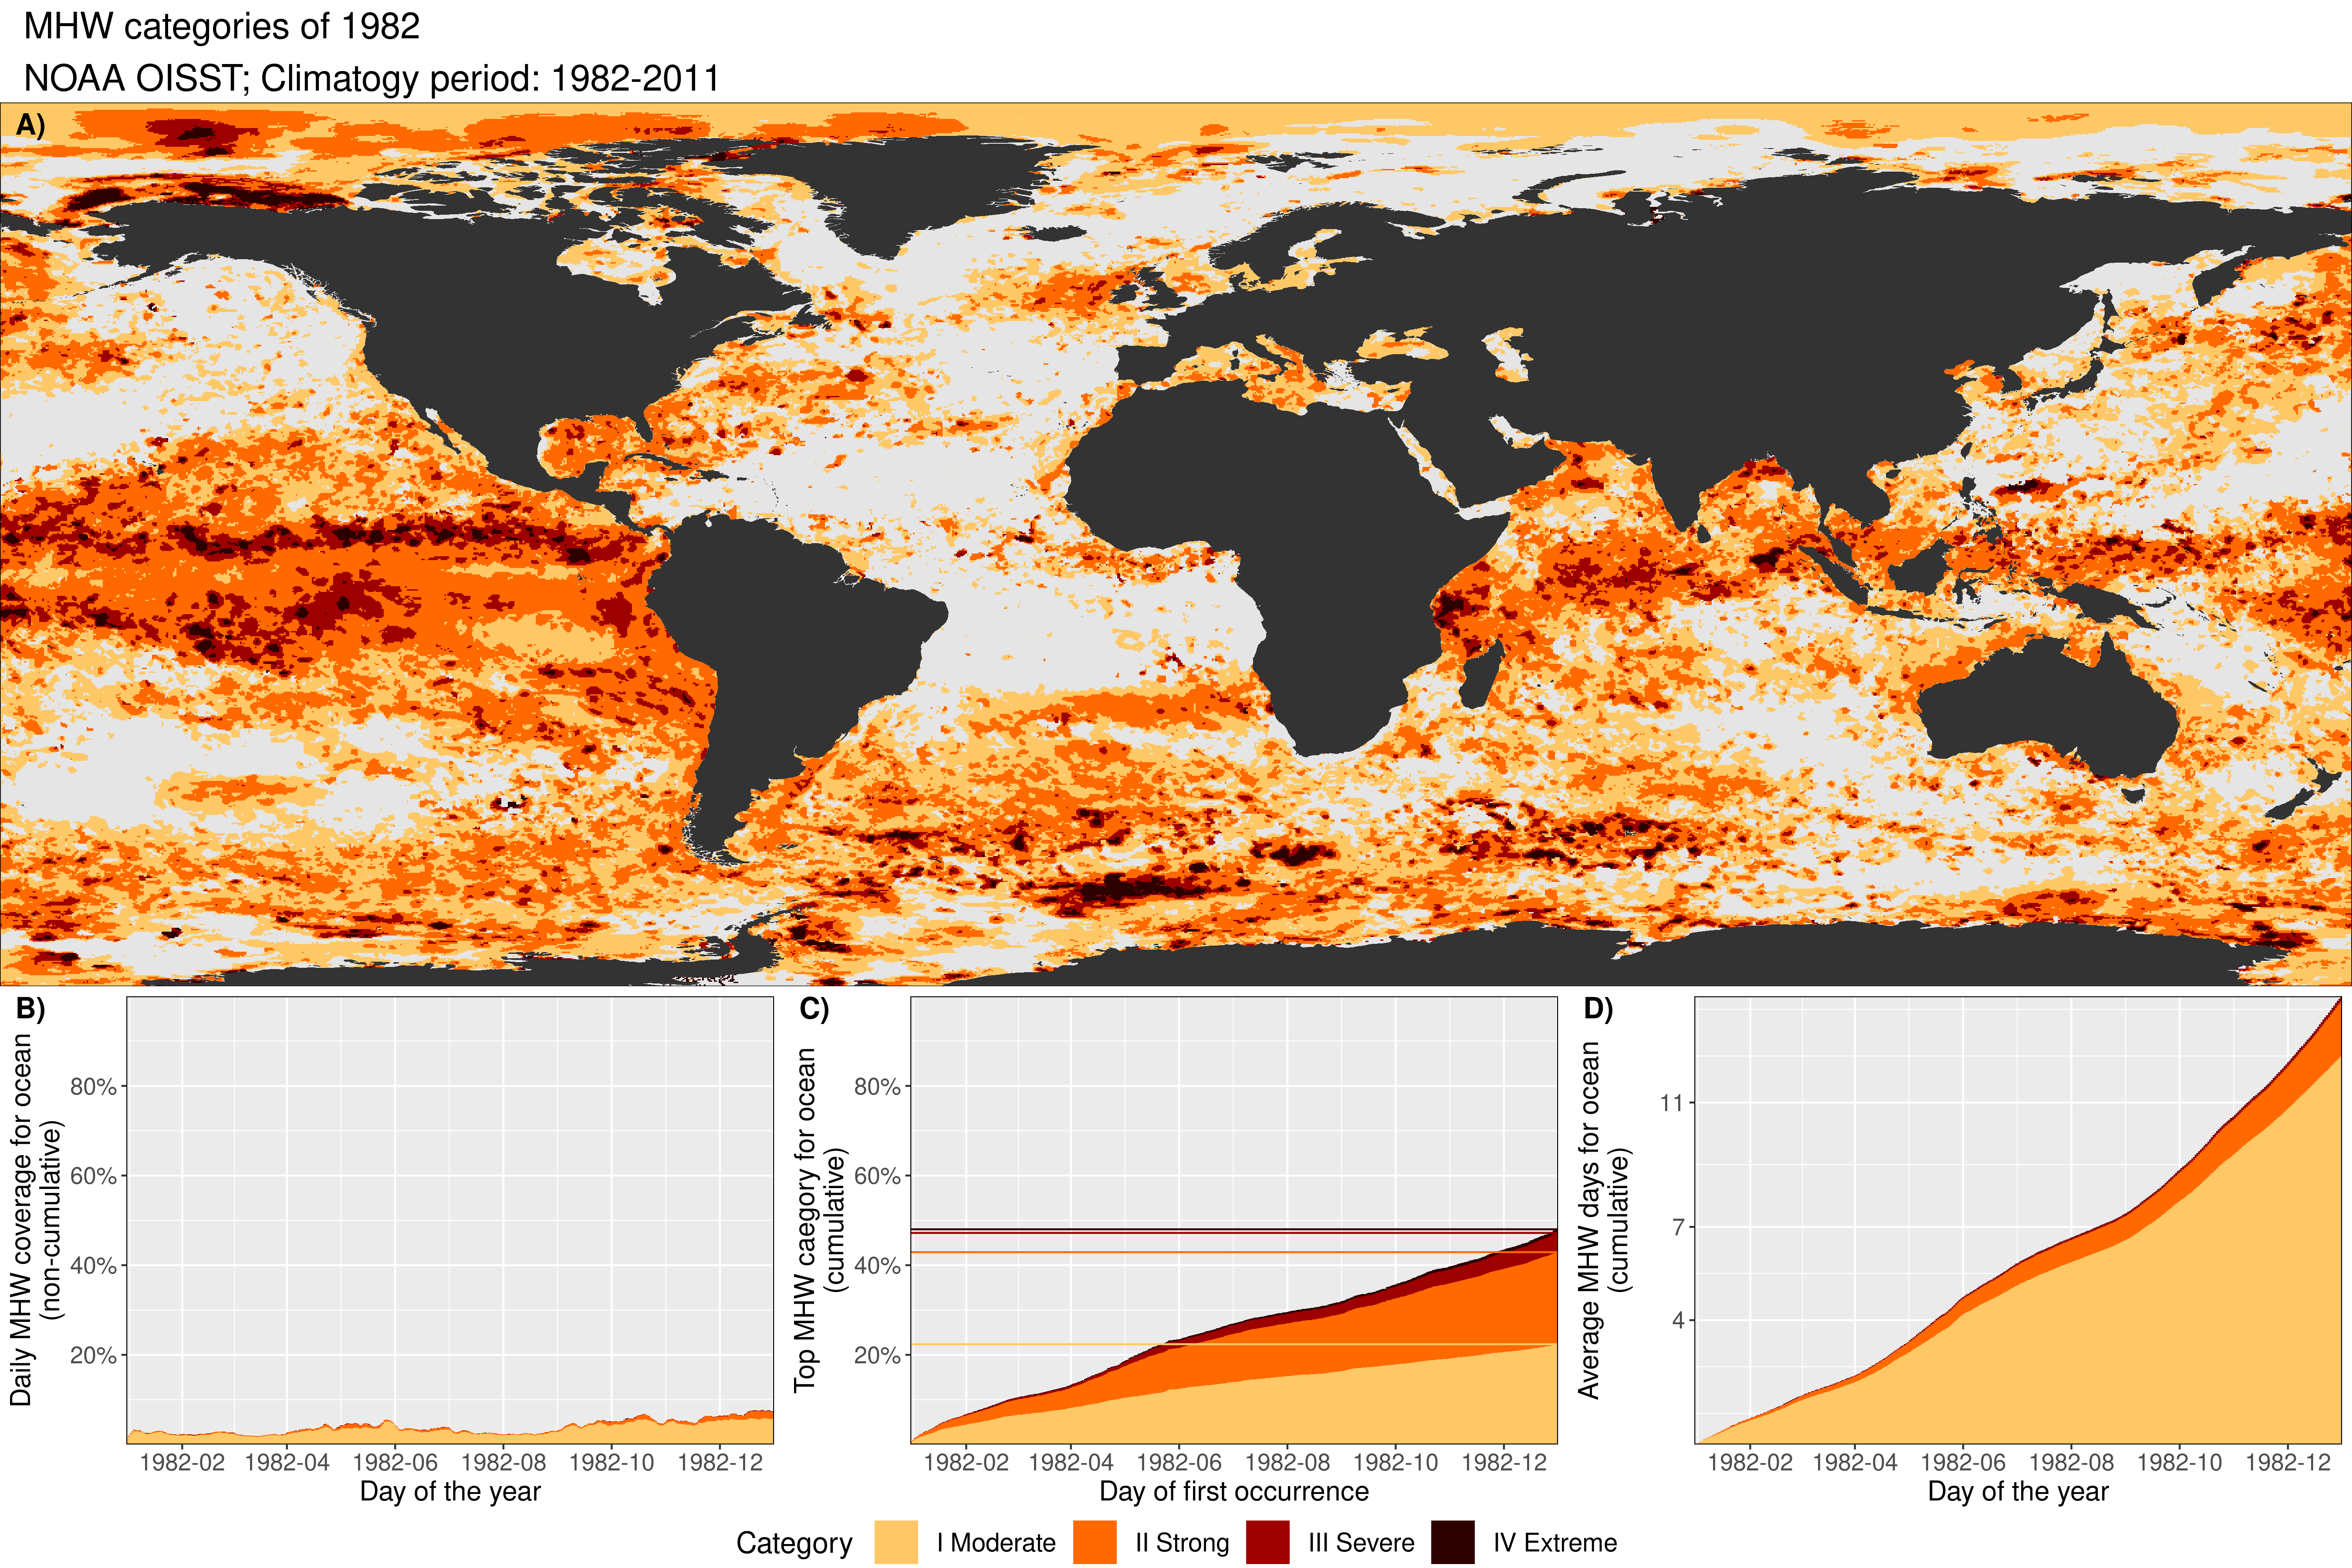 MHW categories of 1982
NOAA OISST; Climatogy period: 1982-2011
A)
B)
Daily MHW coverage for ocean
(non-cumulative)
80%
60%
40%
20%
1982-02 1982-04 1982-06 1982-08 1982-10 1982-12
Day of the year
C)
Top MHW category for ocean
(cumulative)
80%
60%
40%
20%
1982-02 1982-04 1982-06 1982-08 1982-10 1982-12
Day of first occurrence
D)
Average MHW days for ocean
(cumulative)
11
7
4
1982-02 1982-04 1982-06 1982-08 1982-10 1982-12
Day of the year
Category I Moderate II Strong III Severe IV Extreme